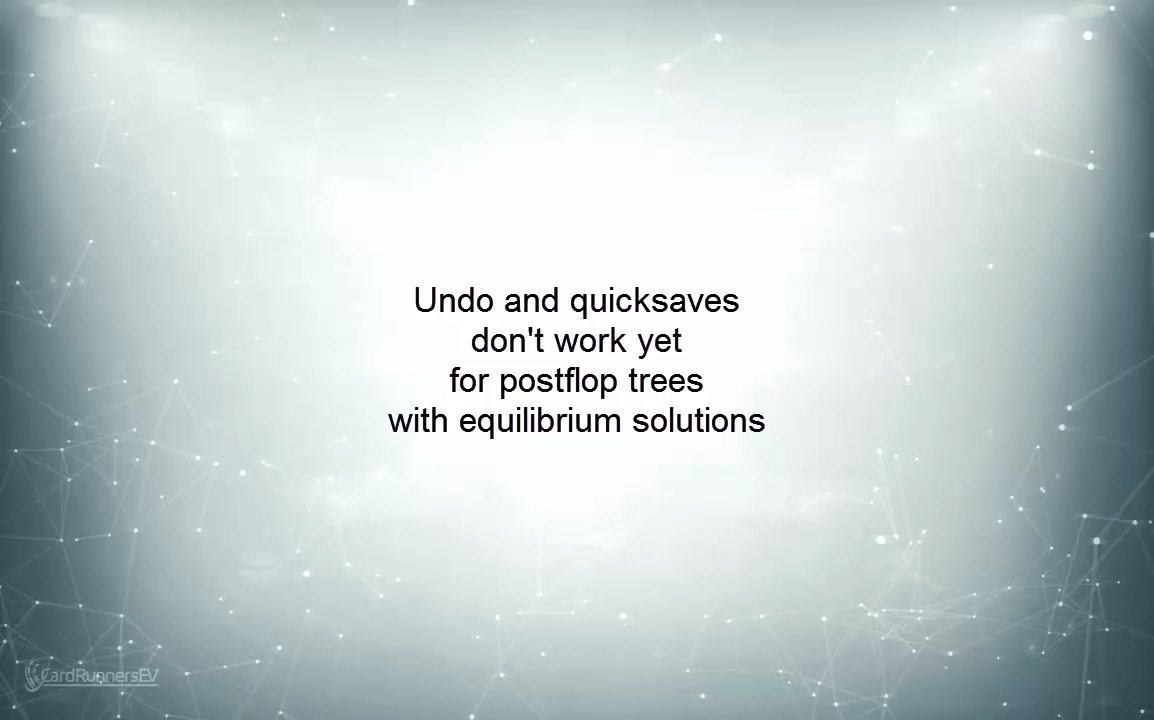 Undo and quicksaves
don't work yet
for postflop trees
with equilibrium solutions
CardRunnersEV